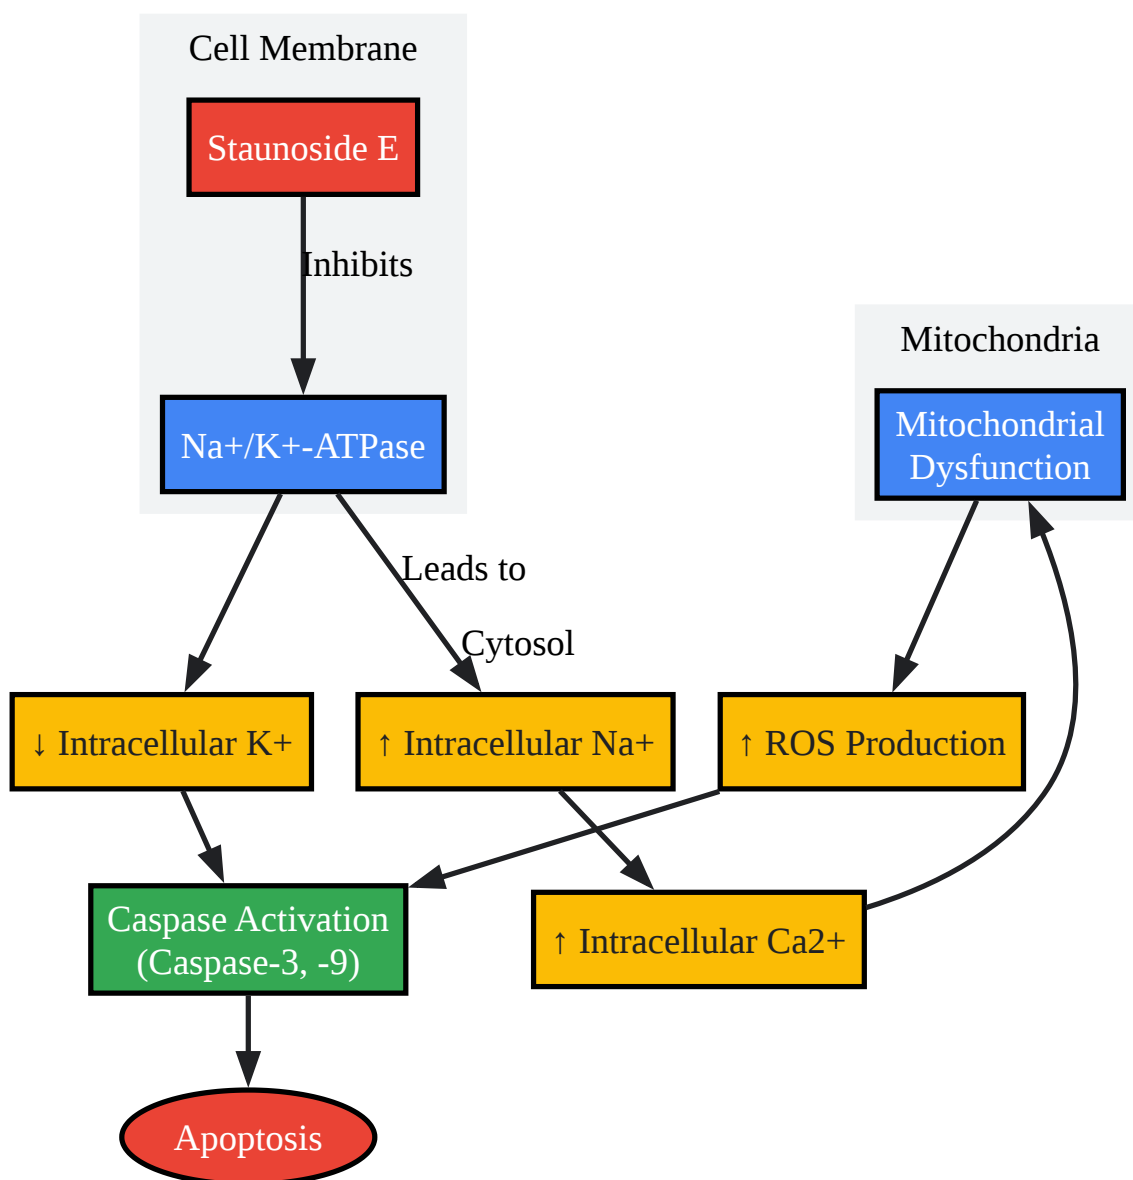 Cell Membrane
Staunoside E
Inhibits
Mitochondria
Na+/K+-ATPase
Mitochondrial
Dysfunction
Leads to
Cytosol
↓ Intracellular K+
↑ Intracellular Na+
↑ ROS Production
Caspase Activation
(Caspase-3, -9)
↑ Intracellular Ca2+
Apoptosis